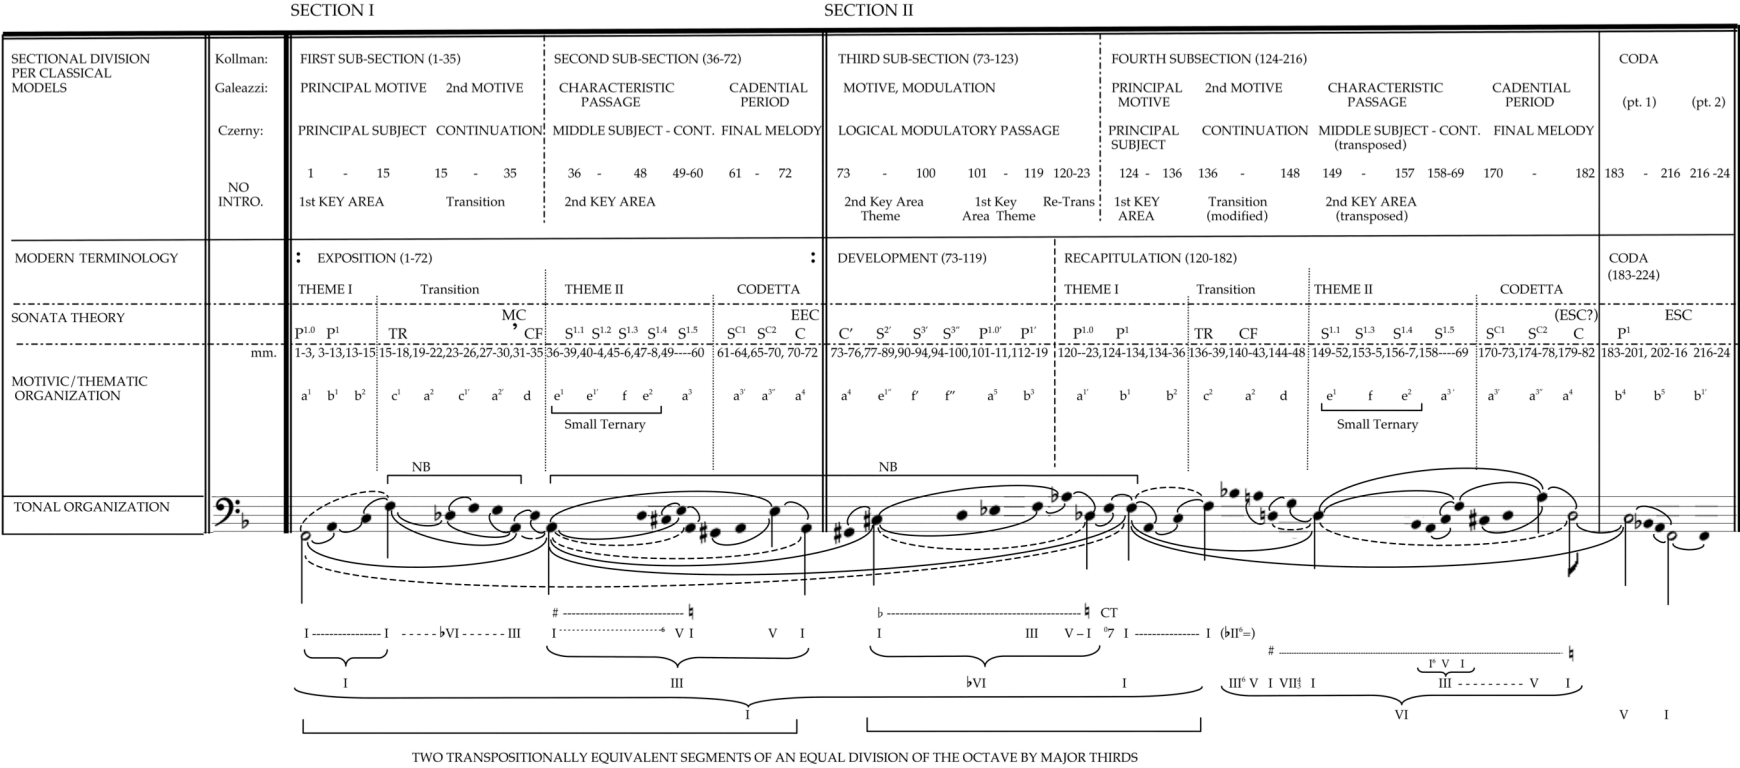 SECTION I SECTION II
SECTIONAL DIVISION PER CLASSICAL MODELS
Kollman: FIRST SUB-SECTION (1-35) SECOND SUB-SECTION (36-72) THIRD SUB-SECTION (73-123) FOURTH SUBSECTION (124-216) CODA
Galeazzi: PRINCIPAL MOTIVE 2nd MOTIVE CHARACTERISTIC PASSAGE CADENTIAL PERIOD MOTIVE, MODULATION PRINCIPAL MOTIVE 2nd MOTIVE CHARACTERISTIC PASSAGE CADENTIAL PERIOD (pt. 1) (pt. 2)
Czerny: PRINCIPAL SUBJECT CONTINUATION MIDDLE SUBJECT - CONT. FINAL MELODY LOGICAL MODULATORY PASSAGE PRINCIPAL SUBJECT CONTINUATION MIDDLE SUBJECT - CONT. (transposed) FINAL MELODY
1 - 15 15 - 35 36 - 48 49-60 61 - 72 73 - 100 101 - 119 120-23 124 - 136 136 - 148 149 - 157 158-69 170 - 182 183 - 216 216 -24
NO INTRO. 1st KEY AREA Transition 2nd KEY AREA 2nd Key Area Theme 1st Key Area Theme Re-Trans 1st KEY AREA Transition (modified) 2nd KEY AREA (transposed)
MODERN TERMINOLOGY : EXPOSITION (1-72) : DEVELOPMENT (73-119) RECAPITULATION (120-182) CODA (183-224)
THEME I Transition THEME II CODETTA THEME I Transition THEME II CODETTA
SONATA THEORY MC , EEC (ESC?) ESC
P1.0 P1 TR CF S1.1 S1.2 S1.3 S1.4 S1.5 SC1 SC2 C C′ S2′ S3′ S3″ P1.0′ P1′ P1.0 P1 TR CF S1.1 S1.3 S1.4 S1.5 SC1 SC2 C P1
mm. 1-3, 3-13,13-15 15-18,19-22,23-26,27-30,31-35 36-39,40-4,45-6,47-8,49----60 61-64,65-70, 70-72 73-76,77-89,90-94,94-100,101-11,112-19 120--23,124-134,134-36 136-39,140-43,144-48 149-52,153-5,156-7,158----69 170-73,174-78,179-82 183-201, 202-16 216-24
MOTIVIC/THEMATIC ORGANIZATION a1 b1 b2 c1 a2 c1′ a2′ d e1 e1′ f e2 a3 a3′ a3″ a4 a4 e1″ f′ f″ a5 b3 a1′ b1 b2 c2 a2 d e1 f e2 a3′ a3′ a3″ a4 b4 b5 b1′
Small Ternary Small Ternary
NB NB
TONAL ORGANIZATION
# ♮ ♭ ♮ CT
I I ♭VI III I 6 V I V I I III V – I 07 I I (♭II6=)
# ♮
I6 V I
I III ♭VI I III6 V I VII I III V I
I VI V I
TWO TRANSPOSITIONALLY EQUIVALENT SEGMENTS OF AN EQUAL DIVISION OF THE OCTAVE BY MAJOR THIRDS